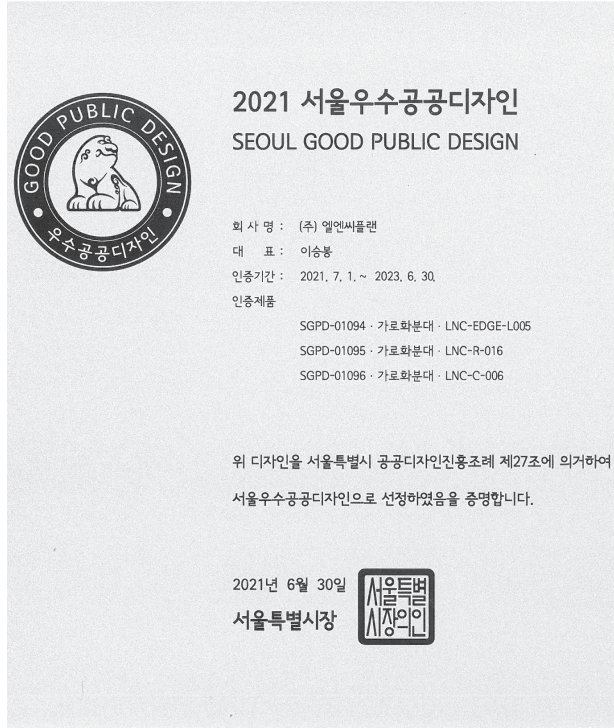 GOOD PUBLIC DESIGN
우수공공디자인
2021 서울우수공공디자인
SEOUL GOOD PUBLIC DESIGN
회 사 명 : (주) 엘엔씨플랜
대 표 : 이승봉
인증기간 : 2021. 7. 1. ~ 2023. 6. 30.
인증제품
SGPD-01094 · 가로화분대 · LNC-EDGE-L005
SGPD-01095 · 가로화분대 · LNC-R-016
SGPD-01096 · 가로화분대 · LNC-C-006
위 디자인을 서울특별시 공공디자인진흥조례 제27조에 의거하여
서울우수공공디자인으로 선정하였음을 증명합니다.
2021년 6월 30일
서울특별시장
서울특별
시장의인